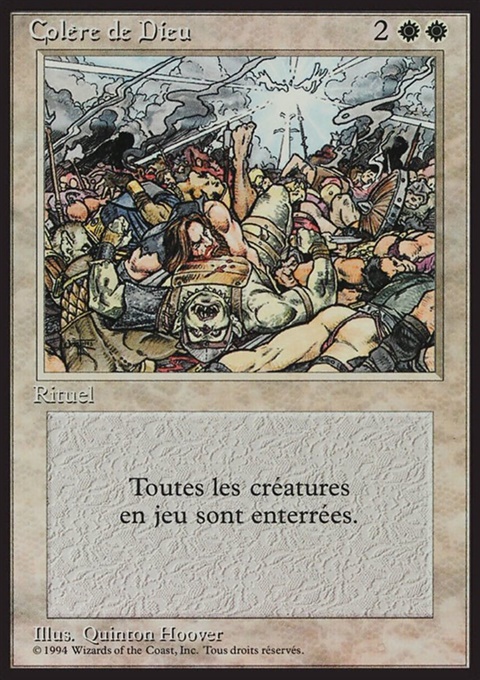 Colère de Dieu 2
Rituel
Toutes les créatures
en jeu sont enterrées.
Illus. Quinton Hoover
© 1994 Wizards of the Coast, Inc. Tous droits réservés.